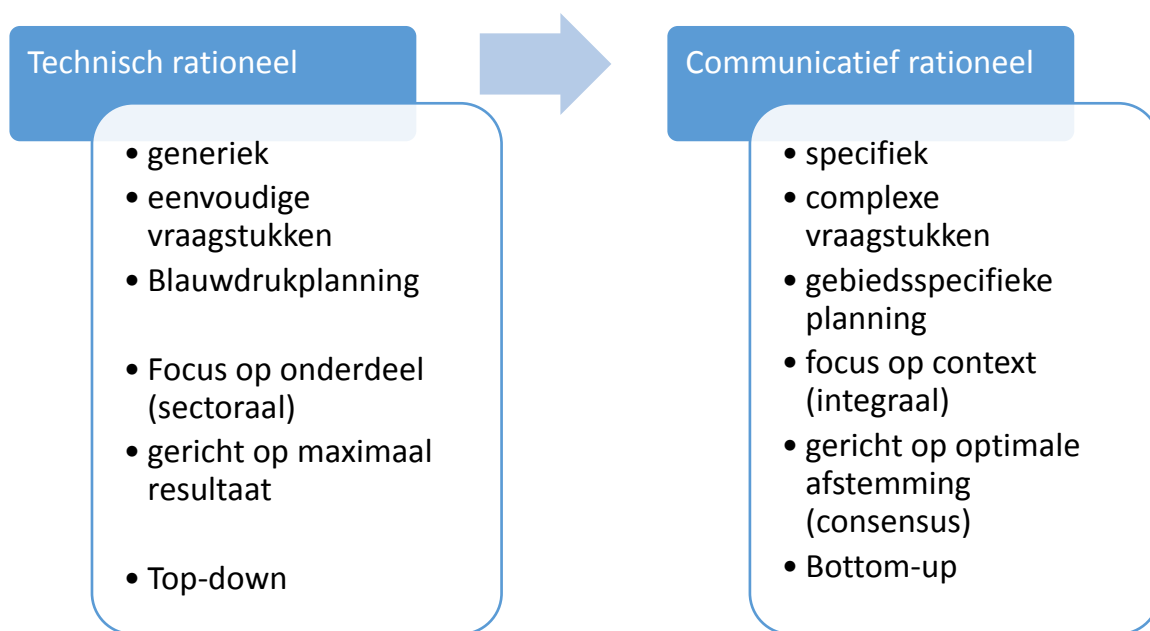 Technisch rationeel
• generiek
• eenvoudige
vraagstukken
• Blauwdrukplanning
• Focus op onderdeel
(sectoraal)
• gericht op maximaal
resultaat
• Top-down
Communicatief rationeel
• specifiek
• complexe
vraagstukken
• gebiedsspecifieke
planning
• focus op context
(integraal)
• gericht op optimale
afstemming
(consensus)
• Bottom-up